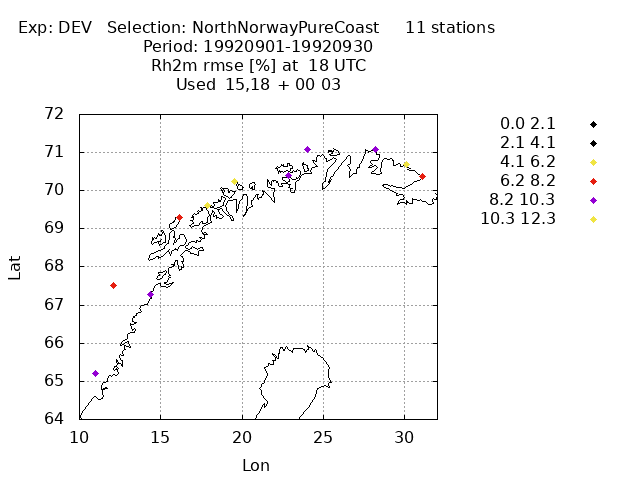 Exp: DEV   Selection: NorthNorwayPureCoast     11 stations
Period: 19920901-19920930
Rh2m rmse [%] at  18 UTC
Used  15,18  + 00 03
72
71
70
69
68
67
66
65
64
10 15 20 25 30
Lat
Lon
0.0 2.1
2.1 4.1
4.1 6.2
6.2 8.2
8.2 10.3
10.3 12.3